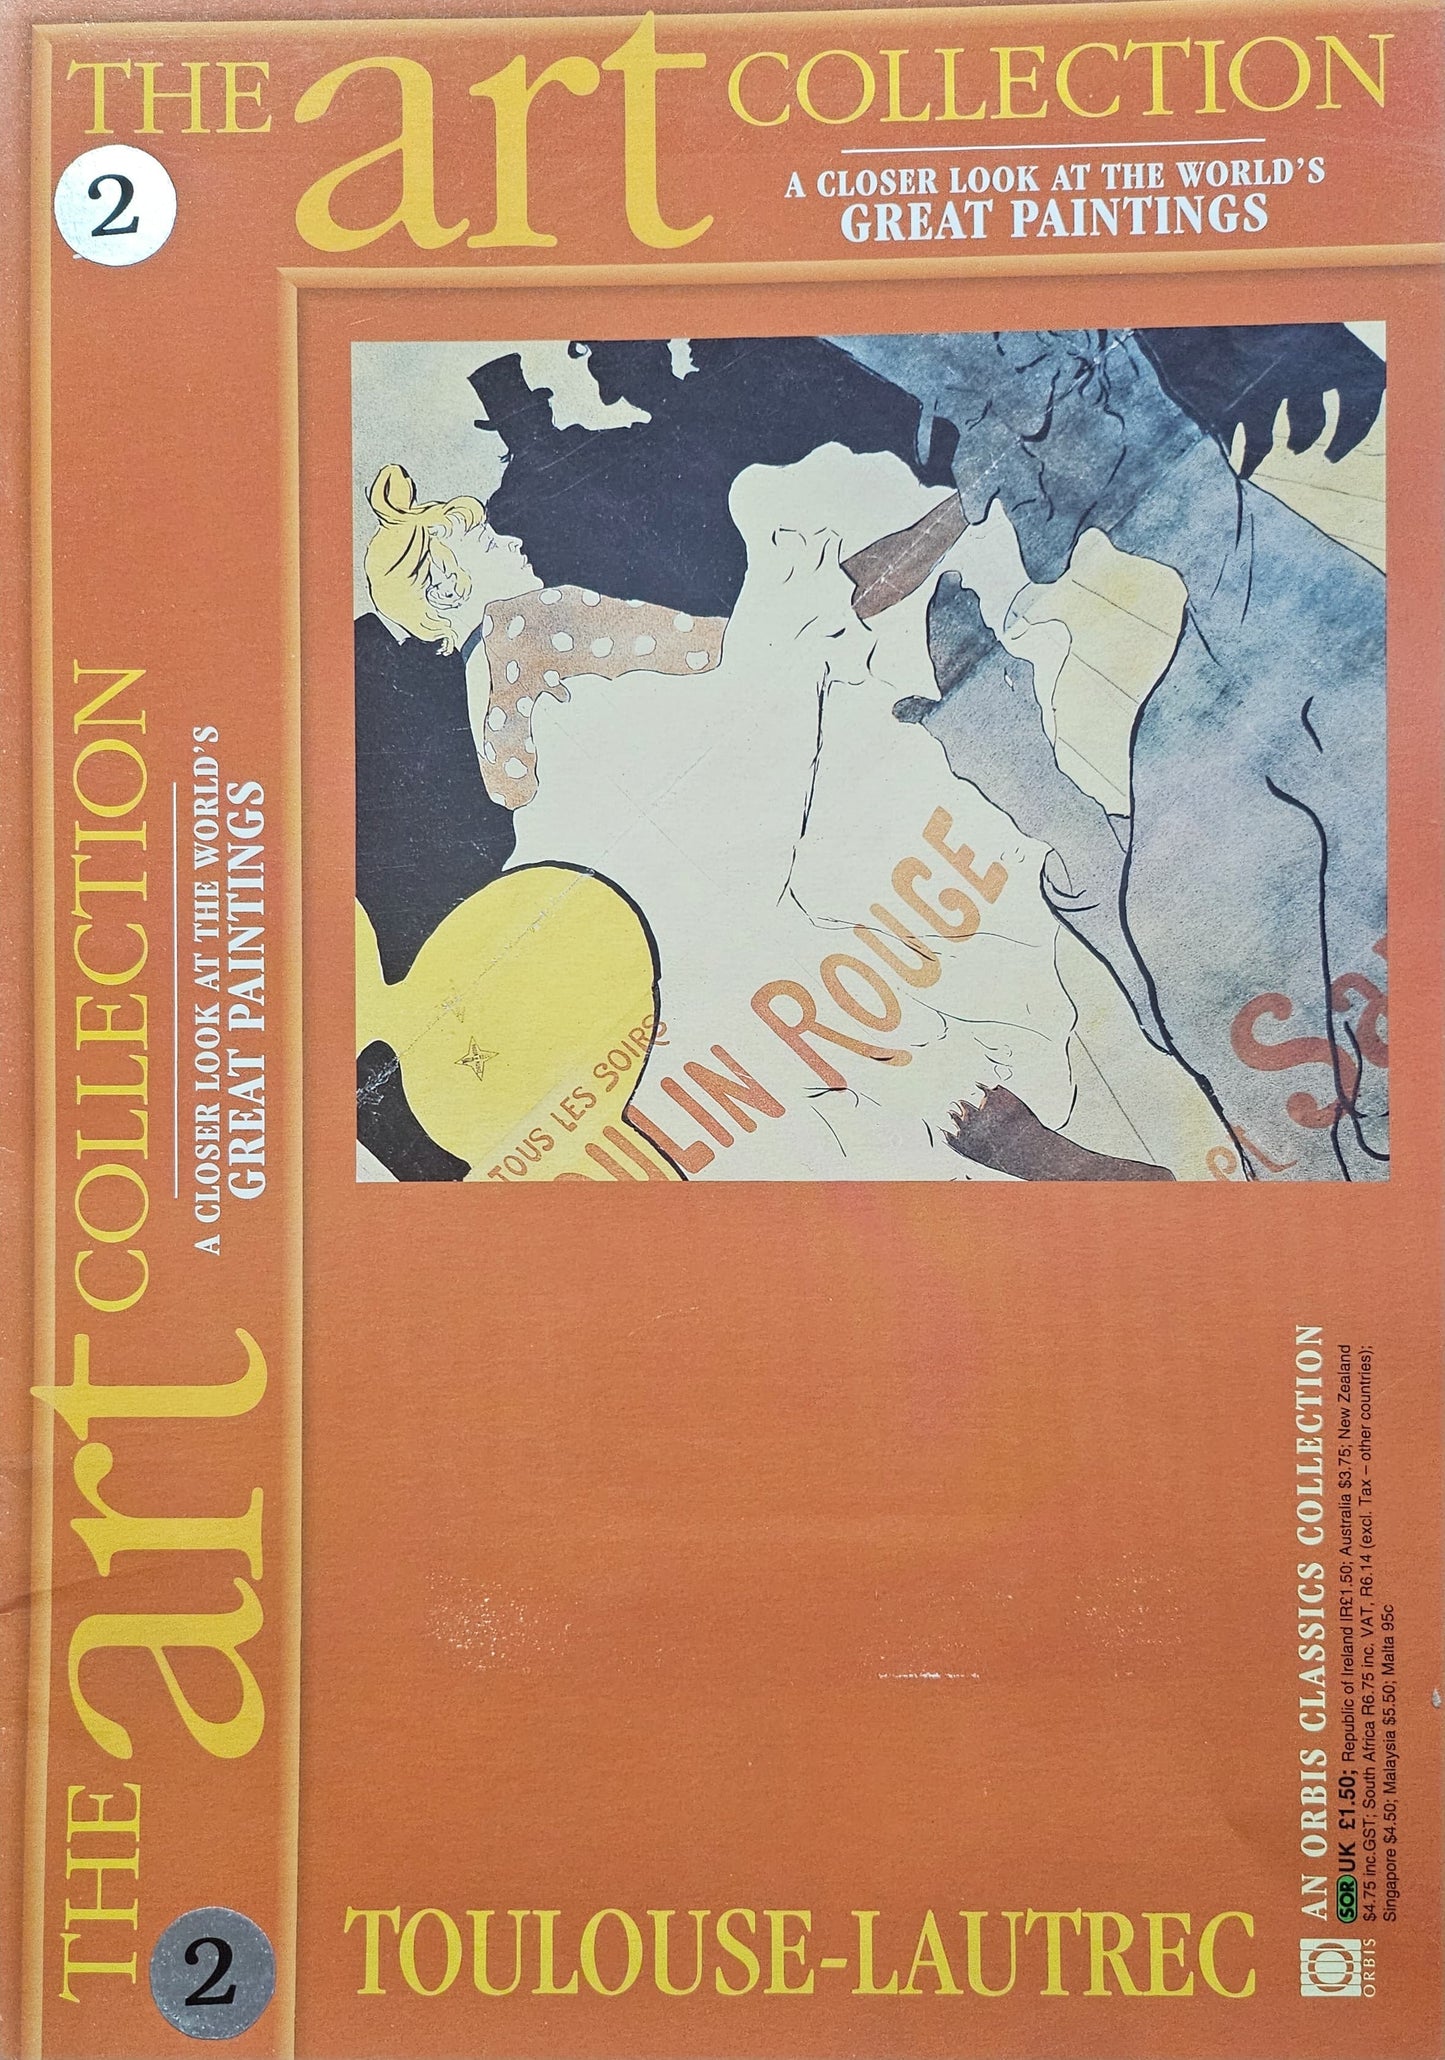 THE art COLLECTION
A CLOSER LOOK AT THE WORLD'S
GREAT PAINTINGS
2
THE art COLLECTION
A CLOSER LOOK AT THE WORLD'S
GREAT PAINTINGS
2
TOUS LES SOIRS
OULIN ROUGE
La
Sa
TOULOUSE-LAUTREC
AN ORBIS CLASSICS COLLECTION
SOR UK £1.50; Republic of Ireland IR£1.50; Australia $3.75; New Zealand
$4.75 inc.GST; South Africa R6.75 inc. VAT, R6.14 (excl. Tax – other countries);
Singapore $4.50; Malaysia $5.50; Malta 95c
ORBIS